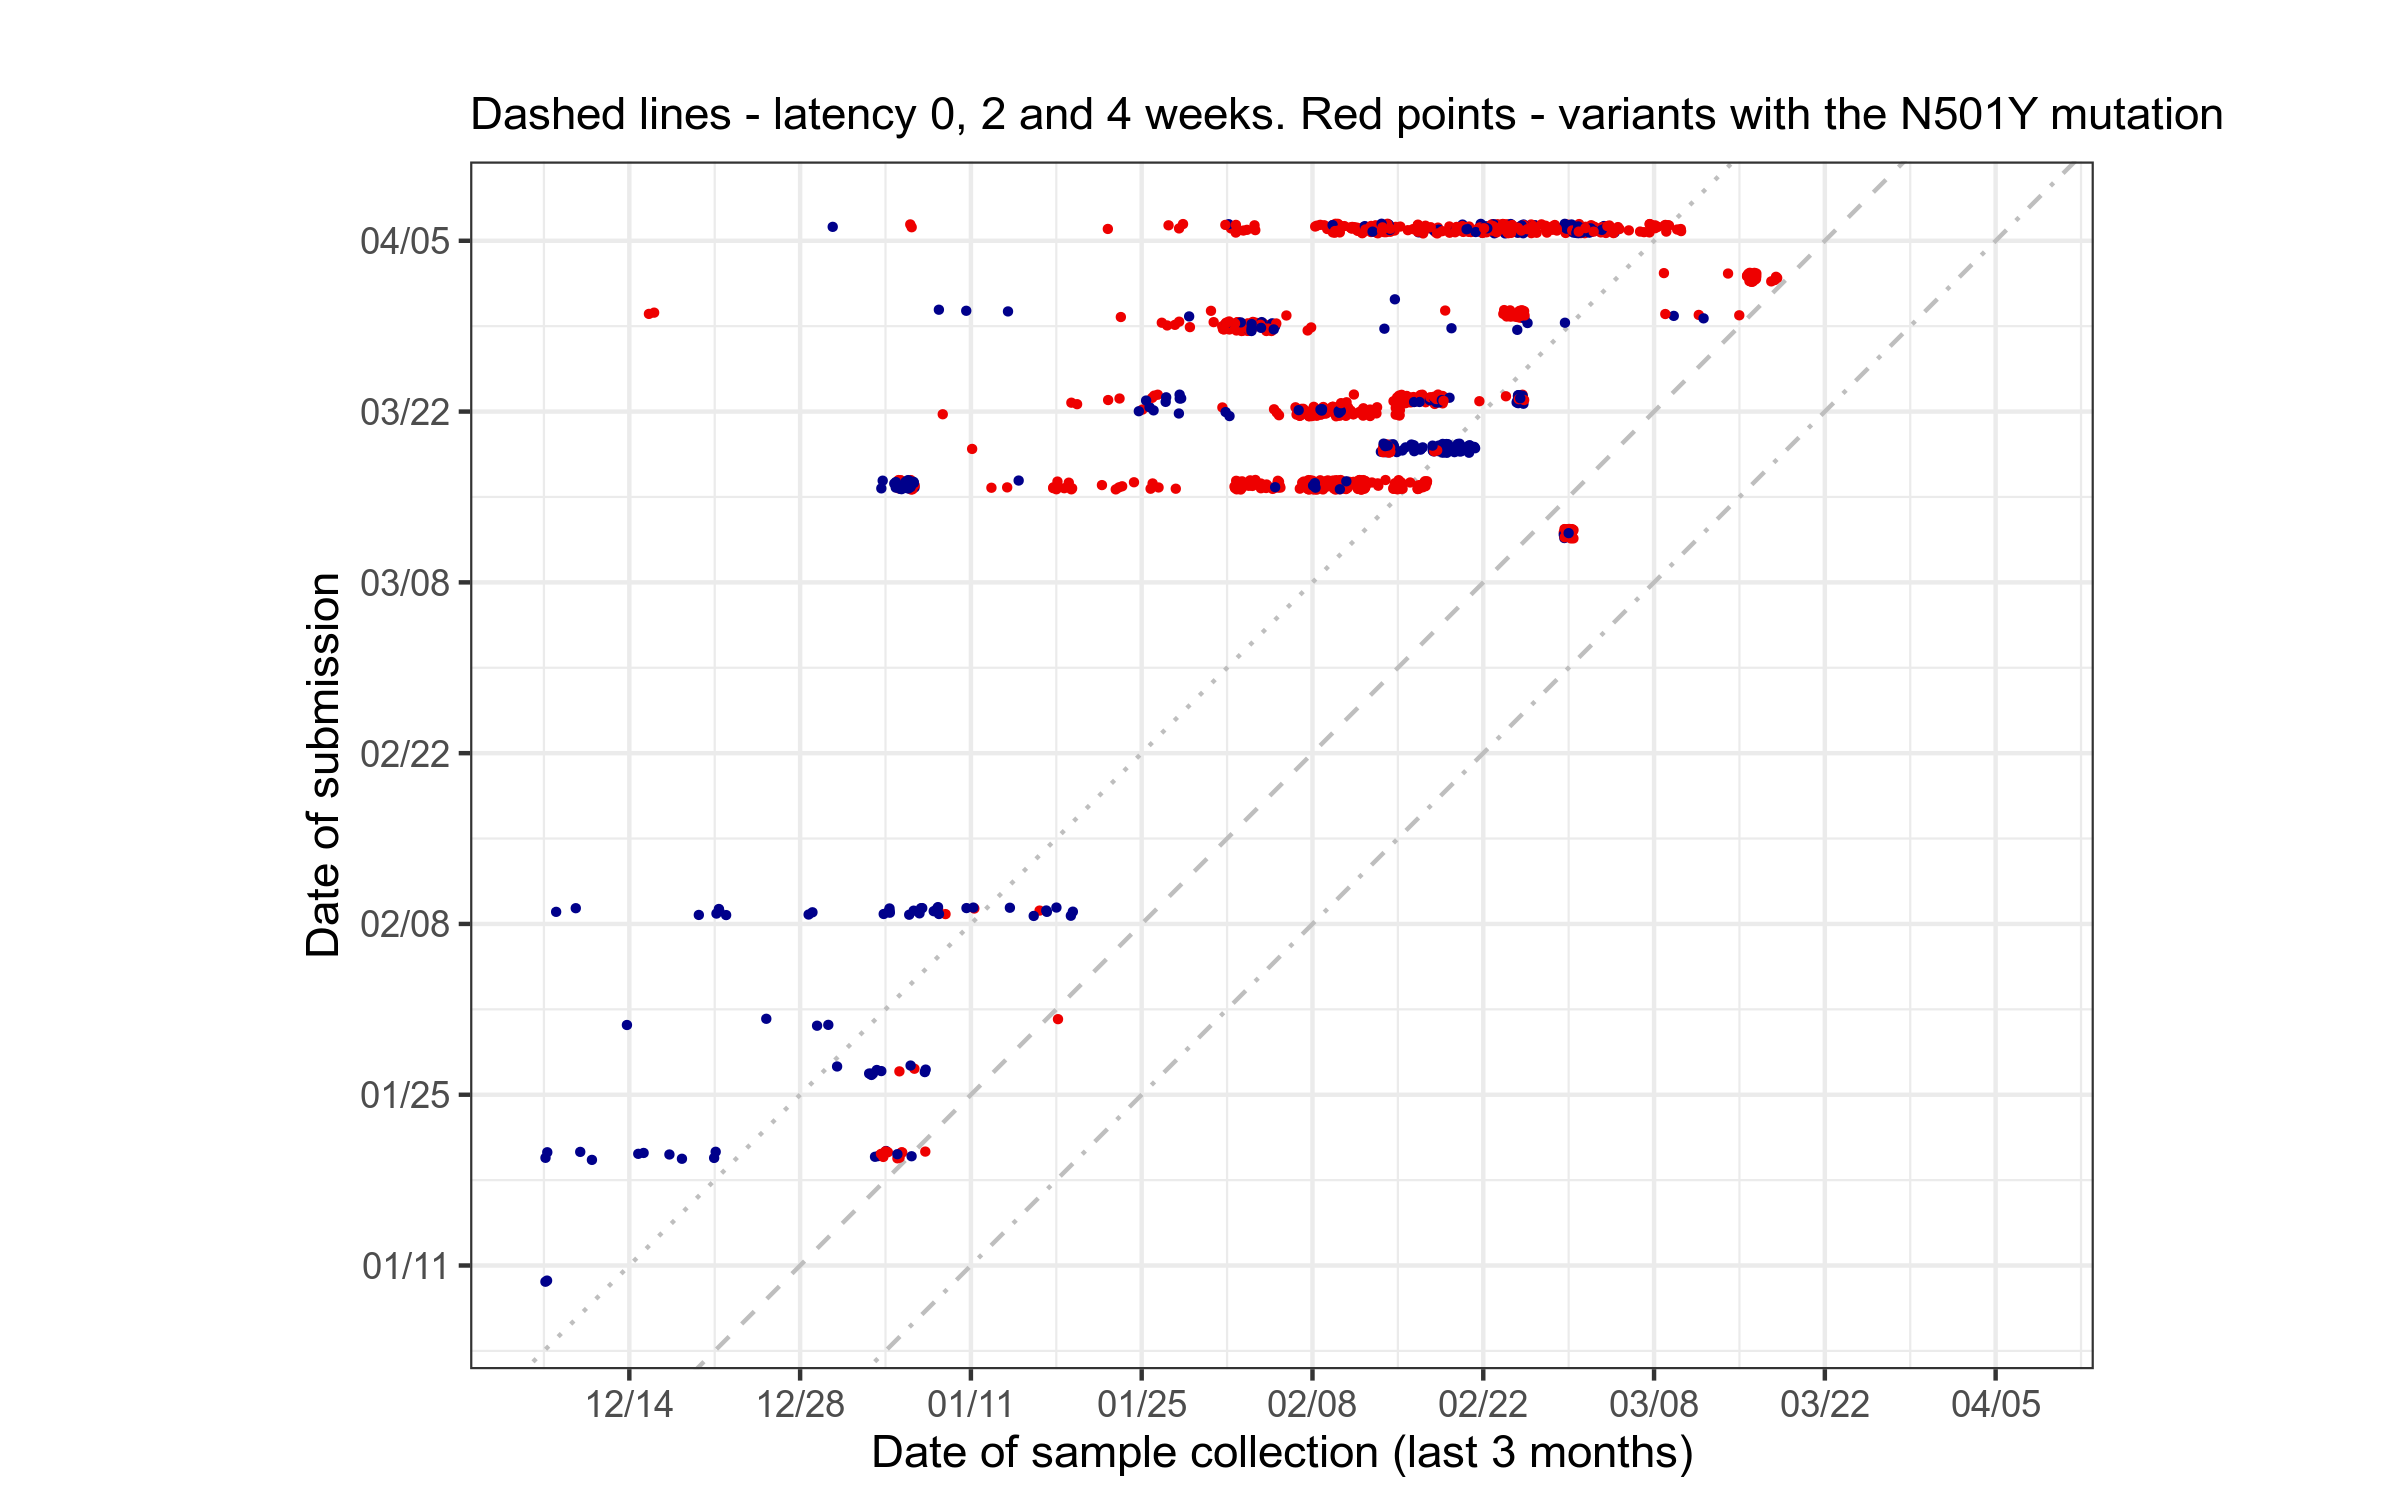 Dashed lines - latency 0, 2 and 4 weeks. Red points - variants with the N501Y mutation
Date of submission
04/05
03/22
03/08
02/22
02/08
01/25
01/11
12/14 12/28 01/11 01/25 02/08 02/22 03/08 03/22 04/05
Date of sample collection (last 3 months)